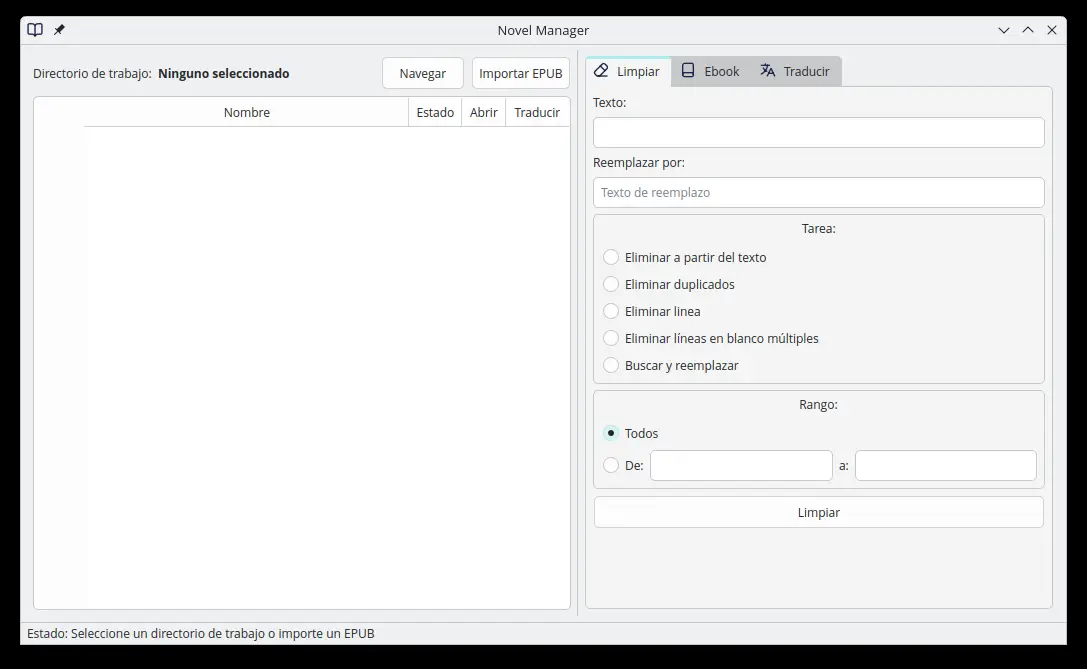 Novel Manager
Directorio de trabajo: Ninguno seleccionado
Navegar
Importar EPUB
Nombre
Estado
Abrir
Traducir
Limpiar
Ebook
Traducir
Texto:
Reemplazar por:
Texto de reemplazo
Tarea:
Eliminar a partir del texto
Eliminar duplicados
Eliminar linea
Eliminar líneas en blanco múltiples
Buscar y reemplazar
Rango:
Todos
De:
a:
Limpiar
Estado: Seleccione un directorio de trabajo o importe un EPUB